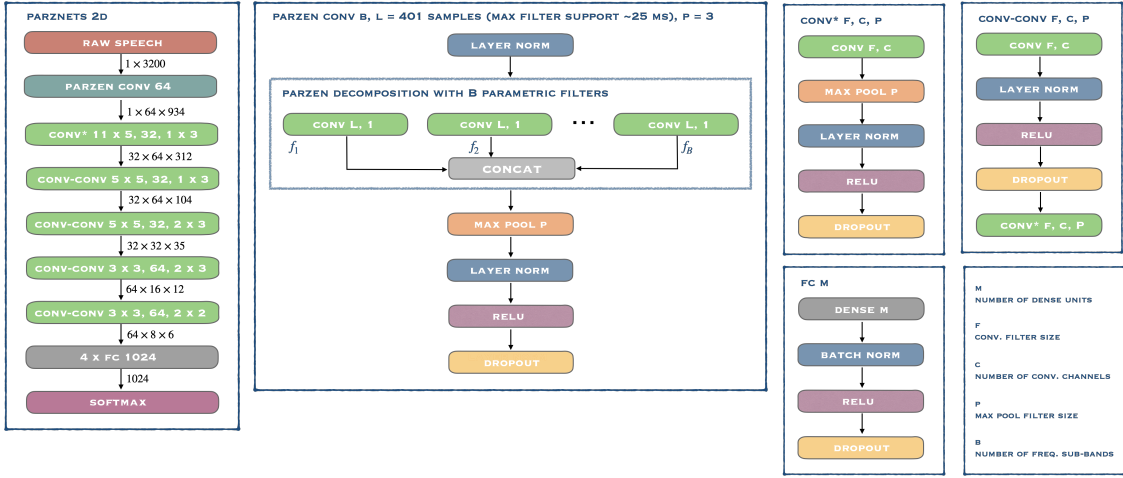 PARZNETS 2D
RAW SPEECH
1 × 3200
PARZEN CONV 64
1 × 64 × 934
CONV* 11 X 5, 32, 1 X 3
32 × 64 × 312
CONV-CONV 5 X 5, 32, 1 X 3
32 × 64 × 104
CONV-CONV 5 X 5, 32, 2 X 3
32 × 32 × 35
CONV-CONV 3 X 3, 64, 2 X 3
64 × 16 × 12
CONV-CONV 3 X 3, 64, 2 X 2
64 × 8 × 6
4 X FC 1024
1024
SOFTMAX
PARZEN CONV B, L = 401 SAMPLES (MAX FILTER SUPPORT ~25 MS), P = 3
LAYER NORM
PARZEN DECOMPOSITION WITH B PARAMETRIC FILTERS
CONV L, 1 CONV L, 1 ... CONV L, 1
f1 f2 fB
CONCAT
MAX POOL P
LAYER NORM
RELU
DROPOUT
CONV* F, C, P
CONV F, C
MAX POOL P
LAYER NORM
RELU
DROPOUT
CONV-CONV F, C, P
CONV F, C
LAYER NORM
RELU
DROPOUT
CONV* F, C, P
FC M
DENSE M
BATCH NORM
RELU
DROPOUT
M
NUMBER OF DENSE UNITS
F
CONV. FILTER SIZE
C
NUMBER OF CONV. CHANNELS
P
MAX POOL FILTER SIZE
B
NUMBER OF FREQ. SUB-BANDS